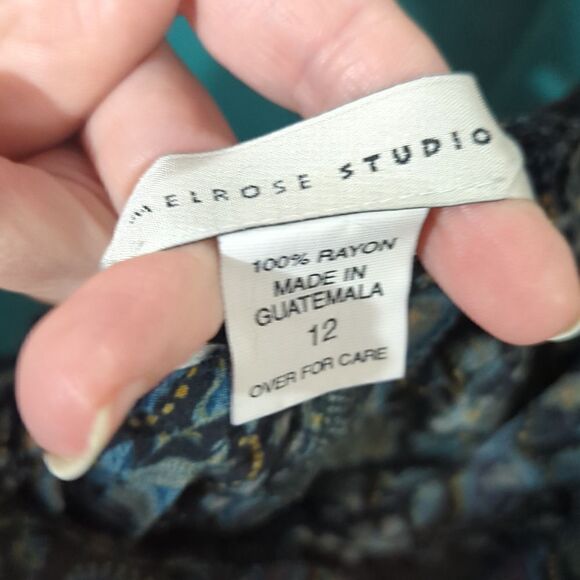 MELROSE STUDIO
100% RAYON
MADE IN
GUATEMALA
12
OVER FOR CARE